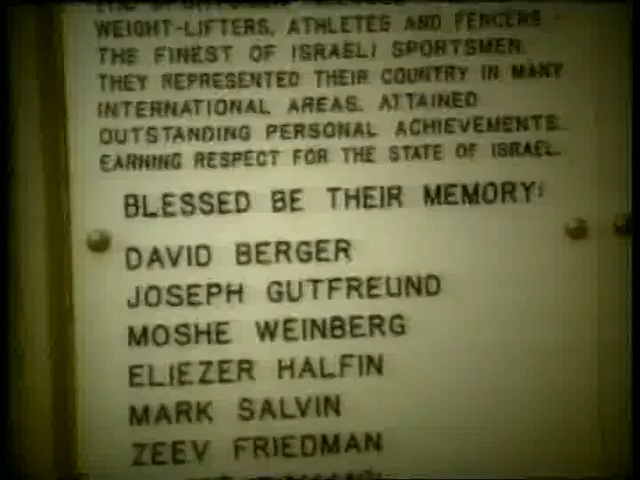 WEIGHT-LIFTERS, ATHLETES AND FENCERS -
THE FINEST OF ISRAELI SPORTSMEN.
THEY REPRESENTED THEIR COUNTRY IN MANY
INTERNATIONAL AREAS. ATTAINED
OUTSTANDING PERSONAL ACHIEVEMENTS.
EARNING RESPECT FOR THE STATE OF ISRAEL.
BLESSED BE THEIR MEMORY:
DAVID BERGER
JOSEPH GUTFREUND
MOSHE WEINBERG
ELIEZER HALFIN
MARK SALVIN
ZEEV FRIEDMAN